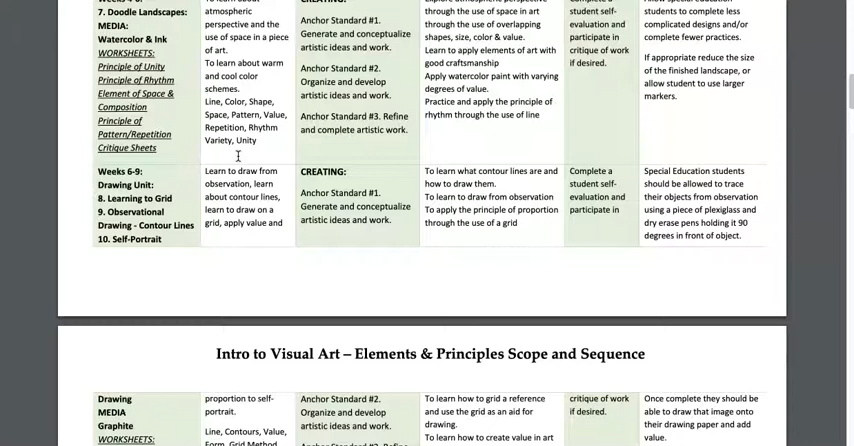 7. Doodle Landscapes:
MEDIA:
Watercolor & Ink
WORKSHEETS:
Principle of Unity
Principle of Rhythm
Element of Space &
Composition
Principle of
Pattern/Repetition
Critique Sheets
atmospheric
perspective and the
use of space in a piece
of art.
To learn about warm
and cool color
schemes.
Line, Color, Shape,
Space, Pattern, Value,
Repetition, Rhythm
Variety, Unity
CREATING:
Anchor Standard #1.
Generate and conceptualize
artistic ideas and work.
Anchor Standard #2.
Organize and develop
artistic ideas and work.
Anchor Standard #3. Refine
and complete artistic work.
through the use of space in art
through the use of overlapping
shapes, size, color & value.
Learn to apply elements of art with
good craftsmanship
Apply watercolor paint with varying
degrees of value.
Practice and apply the principle of
rhythm through the use of line
student self-
evaluation and
participate in
critique of work
if desired.
students to complete less
complicated designs and/or
complete fewer practices.
If appropriate reduce the size
of the finished landscape, or
allow student to use larger
markers.
Weeks 6-9:
Drawing Unit:
8. Learning to Grid
9. Observational
Drawing - Contour Lines
10. Self-Portrait
Learn to draw from
observation, learn
about contour lines,
learn to draw on a
grid, apply value and
CREATING:
Anchor Standard #1.
Generate and conceptualize
artistic ideas and work.
To learn what contour lines are and
how to draw them.
To learn to draw from observation
To apply the principle of proportion
through the use of a grid
Complete a
student self-
evaluation and
participate in
Special Education students
should be allowed to trace
their objects from observation
using a piece of plexiglass and
dry erase pens holding it 90
degrees in front of object.
Intro to Visual Art – Elements & Principles Scope and Sequence
Drawing
MEDIA
Graphite
WORKSHEETS:
proportion to self-
portrait.
Line, Contours, Value,
Form, Grid Method
Anchor Standard #2.
Organize and develop
artistic ideas and work.
Anchor Standard #3. Refine
To learn how to grid a reference
and use the grid as an aid for
drawing.
To learn how to create value in art
critique of work
if desired.
Once complete they should be
able to draw that image onto
their drawing paper and add
value.